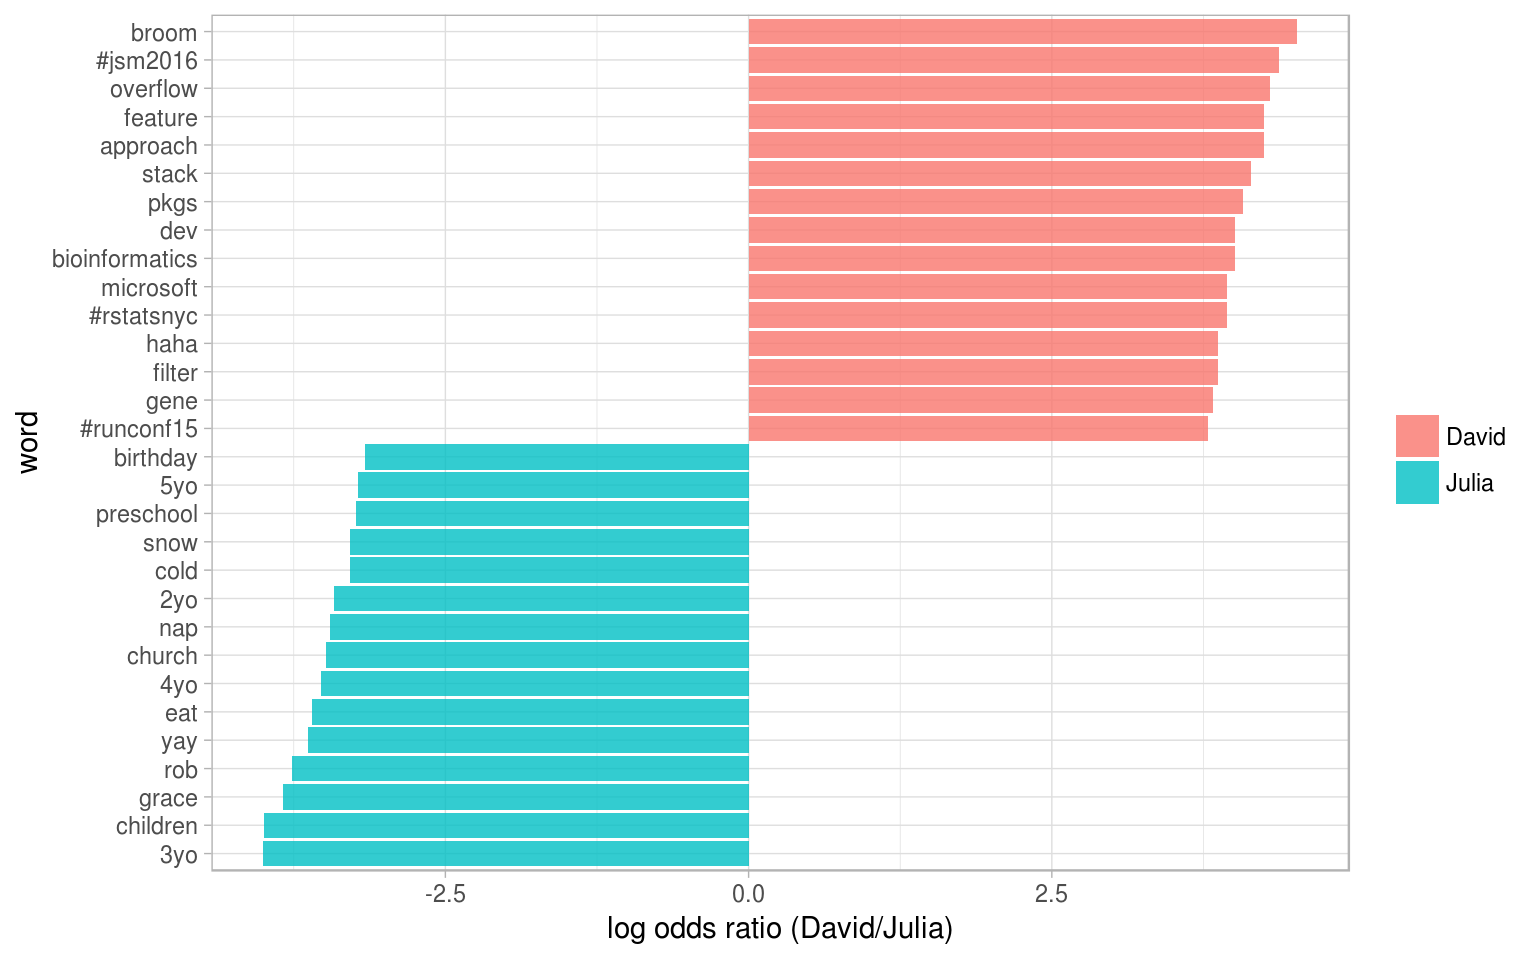 broom
#jsm2016
overflow
feature
approach
stack
pkgs
dev
bioinformatics
microsoft
#rstatsnyc
haha
filter
gene
#runconf15
birthday
5yo
preschool
snow
cold
2yo
nap
church
4yo
eat
yay
rob
grace
children
3yo
word
-2.5 0.0 2.5
log odds ratio (David/Julia)
David
Julia